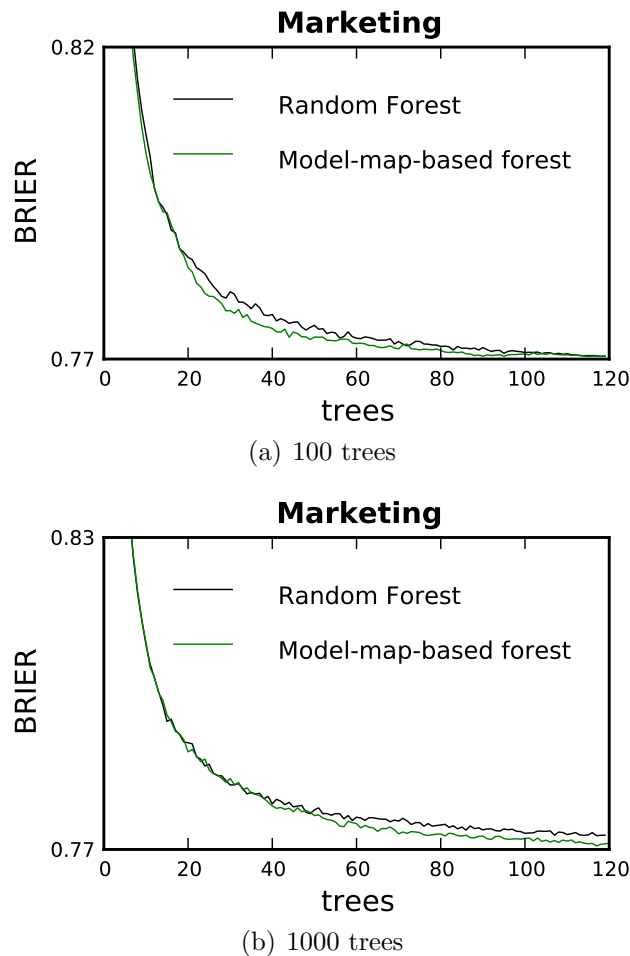 Marketing
0.82
Random Forest
Model-map-based forest
BRIER
0.77
0 20 40 60 80 100 120
trees
(a) 100 trees
Marketing
0.83
Random Forest
Model-map-based forest
BRIER
0.77
0 20 40 60 80 100 120
trees
(b) 1000 trees